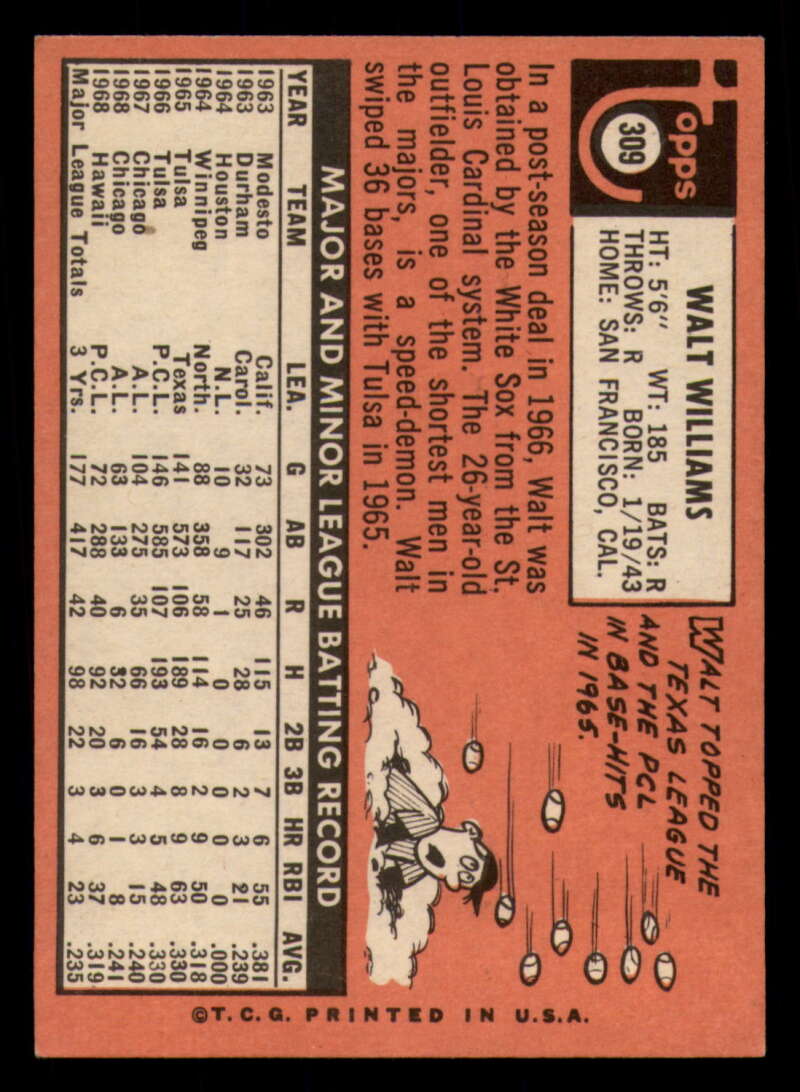 Topps
309
WALT WILLIAMS
HT: 5'6" WT: 185 BATS: R
THROWS: R BORN: 1/19/43
HOME: SAN FRANCISCO, CAL.
WALT TOPPED THE
TEXAS LEAGUE
AND THE PCL
IN BASE-HITS
IN 1965.
In a post-season deal in 1966, Walt was
obtained by the White Sox from the St.
Louis Cardinal system. The 26-year-old
outfielder, one of the shortest men in
the majors, is a speed-demon. Walt
swiped 36 bases with Tulsa in 1965.
MAJOR AND MINOR LEAGUE BATTING RECORD
YEAR TEAM LEA. G AB R H 2B 3B HR RBI AVG.
1963 Modesto Calif. 73 302 46 115 13 7 6 55 .381
1963 Durham Carol. 32 117 25 28 6 2 3 21 .239
1964 Houston N.L. 10 9 1 0 0 0 0 0 .000
1964 Winnipeg North. 88 358 58 114 16 2 9 50 .318
1965 Tulsa Texas 141 573 106 189 28 8 9 63 .330
1966 Tulsa P.C.L. 146 585 107 193 54 4 5 48 .330
1967 Chicago A.L. 104 275 35 66 16 3 3 15 .240
1968 Chicago A.L. 63 133 6 32 6 0 1 8 .241
1968 Hawaii P.C.L. 72 288 40 92 20 3 6 37 .319
Major League Totals 3 Yrs. 177 417 42 98 22 3 4 23 .235
©T.C.G. PRINTED IN U.S.A.